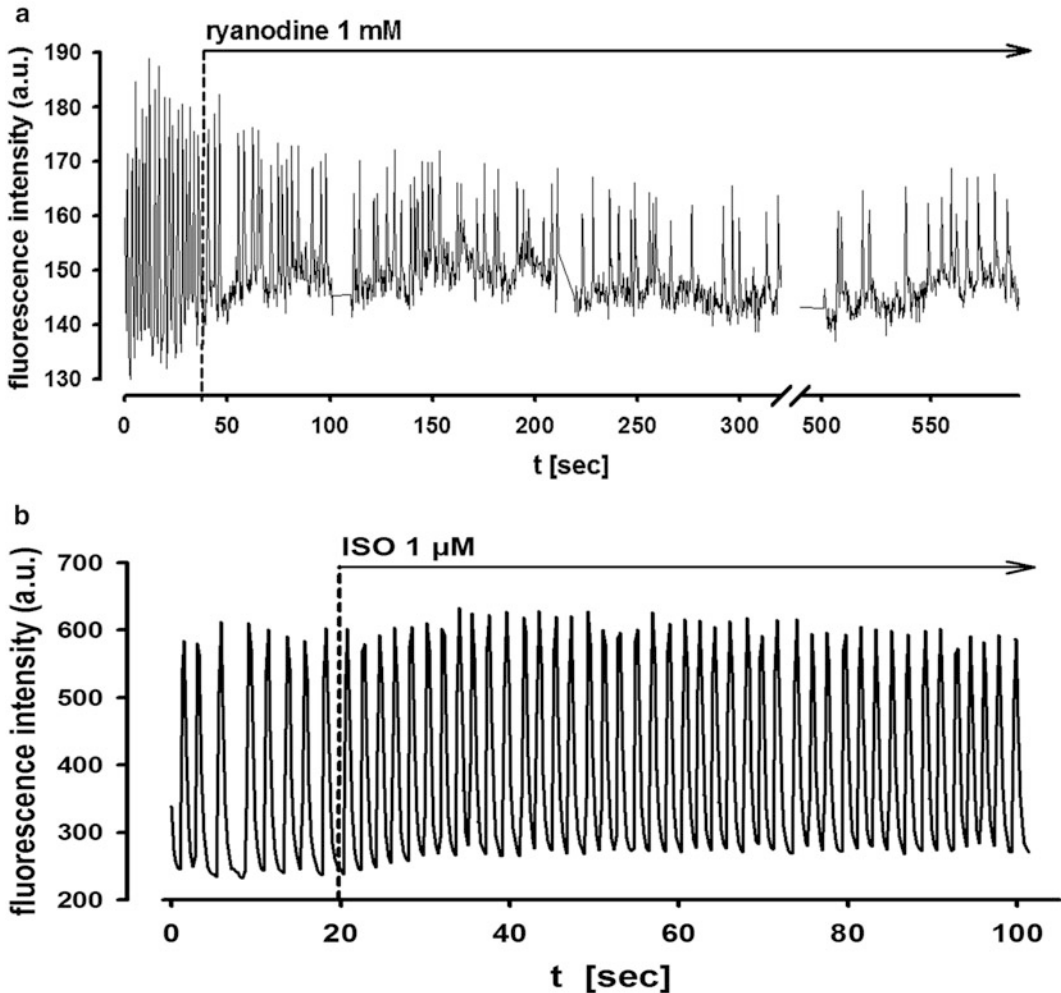 a
ryanodine 1 mM
fluorescence intensity (a.u.)
190
180
170
160
150
140
130
0 50 100 150 200 250 300 500 550
t [sec]
b
ISO 1 µM
fluorescence intensity (a.u.)
700
600
500
400
300
200
0 20 40 60 80 100
t [sec]